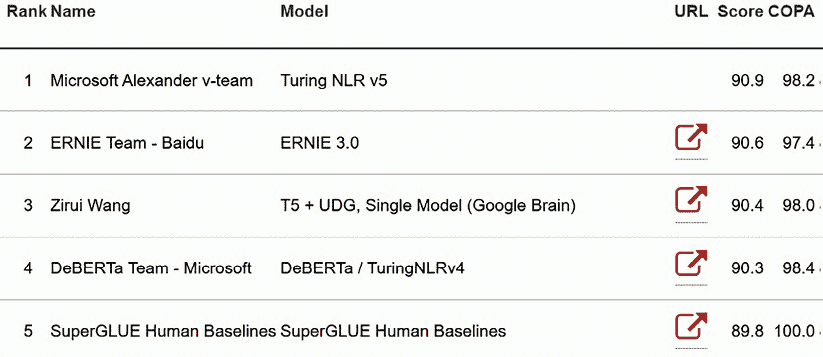 Rank Name Model URL Score COPA
1 Microsoft Alexander v-team Turing NLR v5 90.9 98.2
2 ERNIE Team - Baidu ERNIE 3.0 90.6 97.4
3 Zirui Wang T5 + UDG, Single Model (Google Brain) 90.4 98.0
4 DeBERTa Team - Microsoft DeBERTa / TuringNLRv4 90.3 98.4
5 SuperGLUE Human Baselines SuperGLUE Human Baselines 89.8 100.0